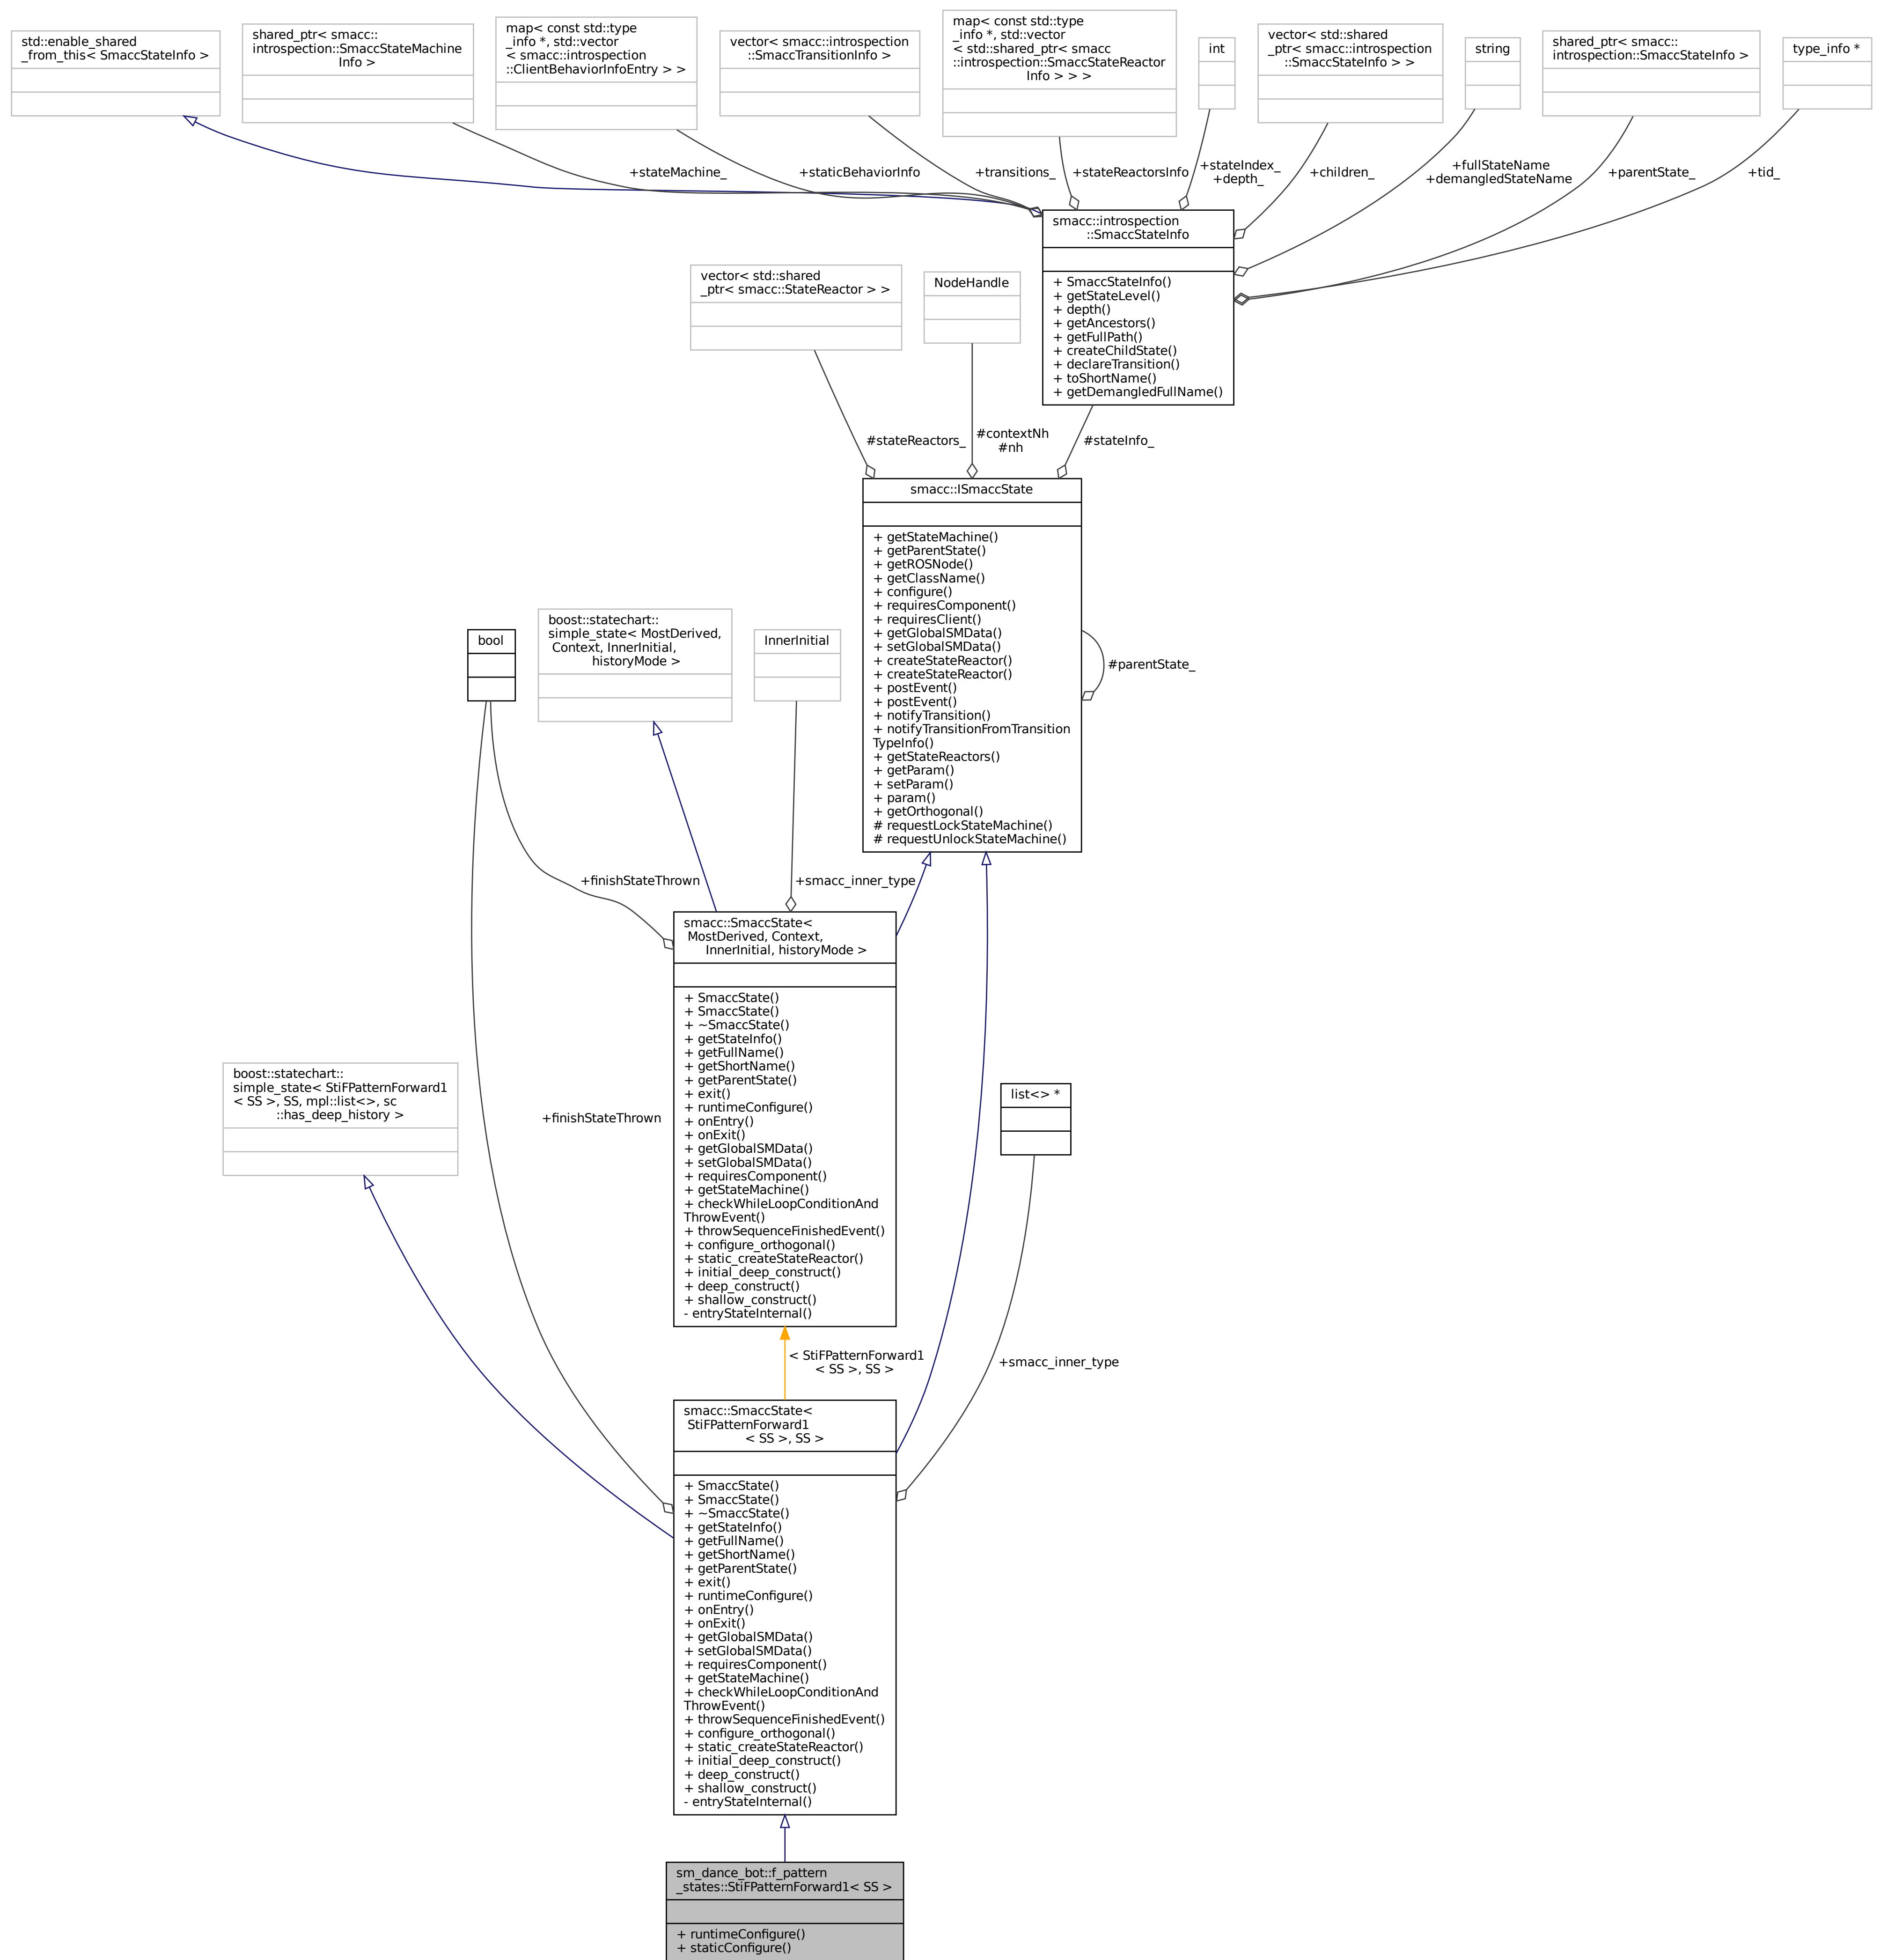 std::enable_shared
_from_this< SmaccStateInfo >
shared_ptr< smacc::
introspection::SmaccStateMachine
Info >
map< const std::type
_info *, std::vector
< smacc::introspection
::ClientBehaviorInfoEntry > >
vector< smacc::introspection
::SmaccTransitionInfo >
map< const std::type
_info *, std::vector
< std::shared_ptr< smacc
::introspection::SmaccStateReactor
Info > > >
int
vector< std::shared
_ptr< smacc::introspection
::SmaccStateInfo > >
string
shared_ptr< smacc::
introspection::SmaccStateInfo >
type_info *
+stateMachine_
+staticBehaviorInfo
+transitions_
+stateReactorsInfo
+stateIndex_
+depth_
+children_
+fullStateName
+demangledStateName
+parentState_
+tid_
smacc::introspection
::SmaccStateInfo
+ SmaccStateInfo()
+ getStateLevel()
+ depth()
+ getAncestors()
+ getFullPath()
+ createChildState()
+ declareTransition()
+ toShortName()
+ getDemangledFullName()
vector< std::shared
_ptr< smacc::StateReactor > >
NodeHandle
#stateReactors_
#contextNh
#nh
#stateInfo_
smacc::ISmaccState
+ getStateMachine()
+ getParentState()
+ getROSNode()
+ getClassName()
+ configure()
+ requiresComponent()
+ requiresClient()
+ getGlobalSMData()
+ setGlobalSMData()
+ createStateReactor()
+ createStateReactor()
+ postEvent()
+ postEvent()
+ notifyTransition()
+ notifyTransitionFromTransition
TypeInfo()
+ getStateReactors()
+ getParam()
+ setParam()
+ param()
+ getOrthogonal()
# requestLockStateMachine()
# requestUnlockStateMachine()
#parentState_
bool
boost::statechart::
simple_state< MostDerived,
Context, InnerInitial,
historyMode >
InnerInitial
+finishStateThrown
+smacc_inner_type
smacc::SmaccState<
MostDerived, Context,
InnerInitial, historyMode >
+ SmaccState()
+ SmaccState()
+ ~SmaccState()
+ getStateInfo()
+ getFullName()
+ getShortName()
+ getParentState()
+ exit()
+ runtimeConfigure()
+ onEntry()
+ onExit()
+ getGlobalSMData()
+ setGlobalSMData()
+ requiresComponent()
+ getStateMachine()
+ checkWhileLoopConditionAnd
ThrowEvent()
+ throwSequenceFinishedEvent()
+ configure_orthogonal()
+ static_createStateReactor()
+ initial_deep_construct()
+ deep_construct()
+ shallow_construct()
- entryStateInternal()
boost::statechart::
simple_state< StiFPatternForward1
< SS >, SS, mpl::list<>, sc
::has_deep_history >
+finishStateThrown
list<> *
< StiFPatternForward1
< SS >, SS >
+smacc_inner_type
smacc::SmaccState<
StiFPatternForward1
< SS >, SS >
+ SmaccState()
+ SmaccState()
+ ~SmaccState()
+ getStateInfo()
+ getFullName()
+ getShortName()
+ getParentState()
+ exit()
+ runtimeConfigure()
+ onEntry()
+ onExit()
+ getGlobalSMData()
+ setGlobalSMData()
+ requiresComponent()
+ getStateMachine()
+ checkWhileLoopConditionAnd
ThrowEvent()
+ throwSequenceFinishedEvent()
+ configure_orthogonal()
+ static_createStateReactor()
+ initial_deep_construct()
+ deep_construct()
+ shallow_construct()
- entryStateInternal()
sm_dance_bot::f_pattern
_states::StiFPatternForward1< SS >
+ runtimeConfigure()
+ staticConfigure()